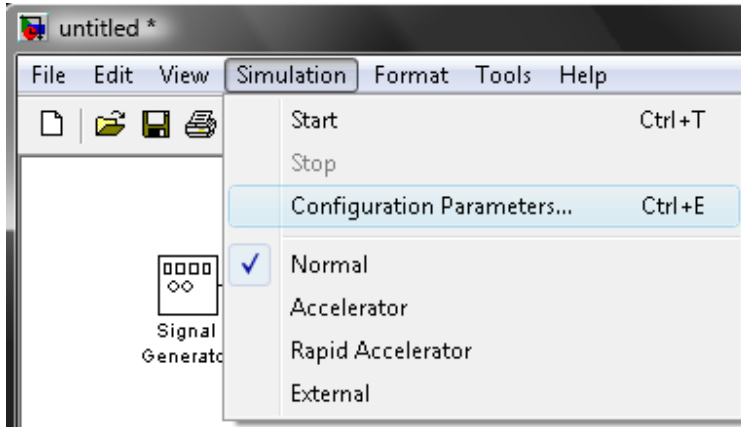 untitled *
File Edit View Simulation Format Tools Help
Start Ctrl+T
Stop
Configuration Parameters... Ctrl+E
Normal
Accelerator
Rapid Accelerator
External
Signal